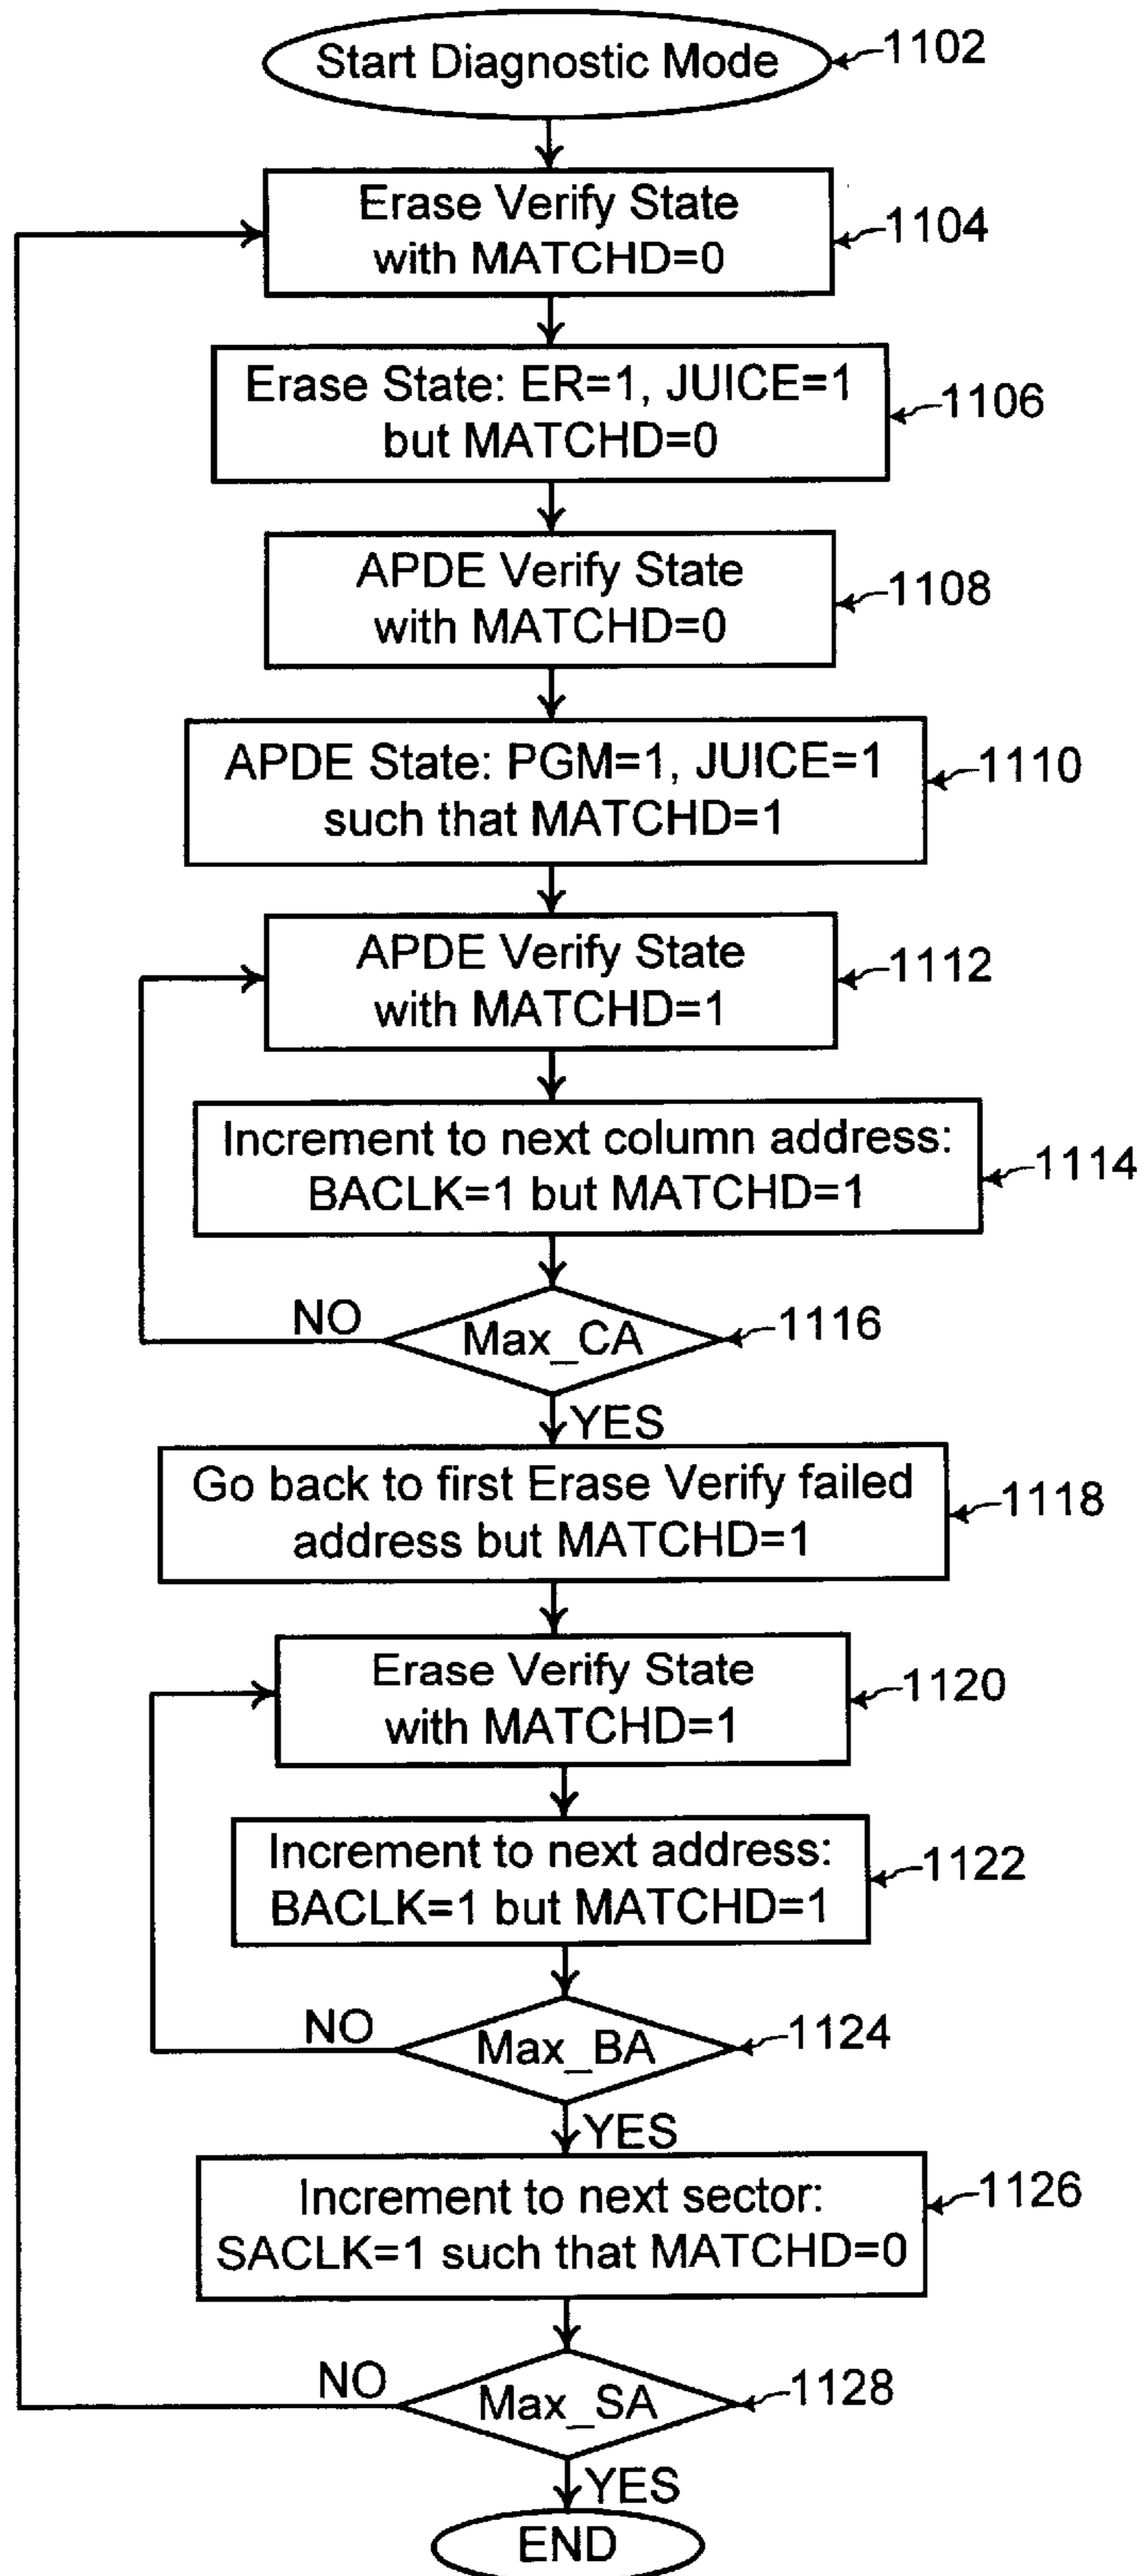 Start Diagnostic Mode
1102
Erase Verify State
with MATCHD=0
1104
Erase State: ER=1, JUICE=1
but MATCHD=0
1106
APDE Verify State
with MATCHD=0
1108
APDE State: PGM=1, JUICE=1
such that MATCHD=1
1110
APDE Verify State
with MATCHD=1
1112
Increment to next column address:
BACLK=1 but MATCHD=1
1114
NO
Max_CA
1116
YES
Go back to first Erase Verify failed
address but MATCHD=1
1118
Erase Verify State
with MATCHD=1
1120
Increment to next address:
BACLK=1 but MATCHD=1
1122
NO
Max_BA
1124
YES
Increment to next sector:
SACLK=1 such that MATCHD=0
1126
NO
Max_SA
1128
YES
END